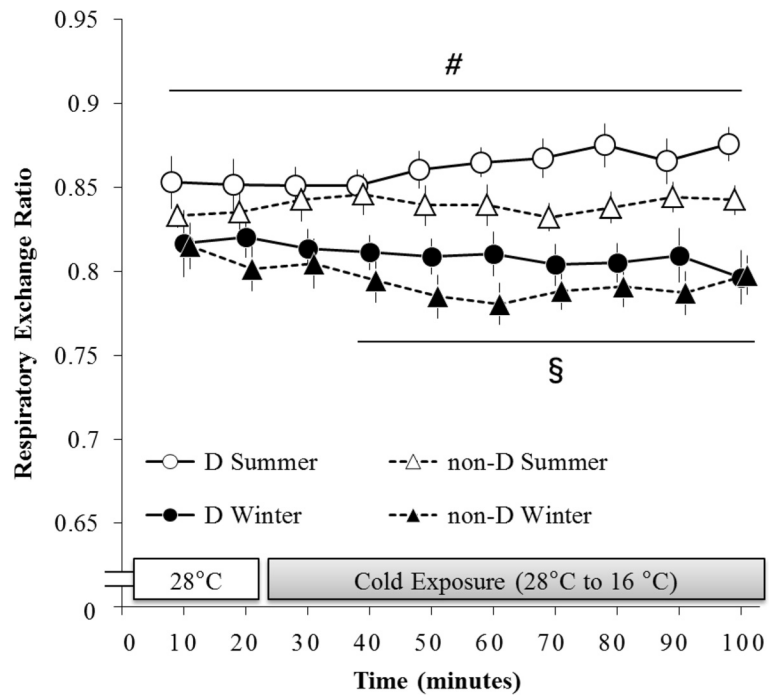 0.95
#
0.9
0.85
0.8
0.75
§
0.7
0.65
0
Respiratory Exchange Ratio
D Summer
non-D Summer
D Winter
non-D Winter
28°C
Cold Exposure (28°C to 16 °C)
0 10 20 30 40 50 60 70 80 90 100
Time (minutes)